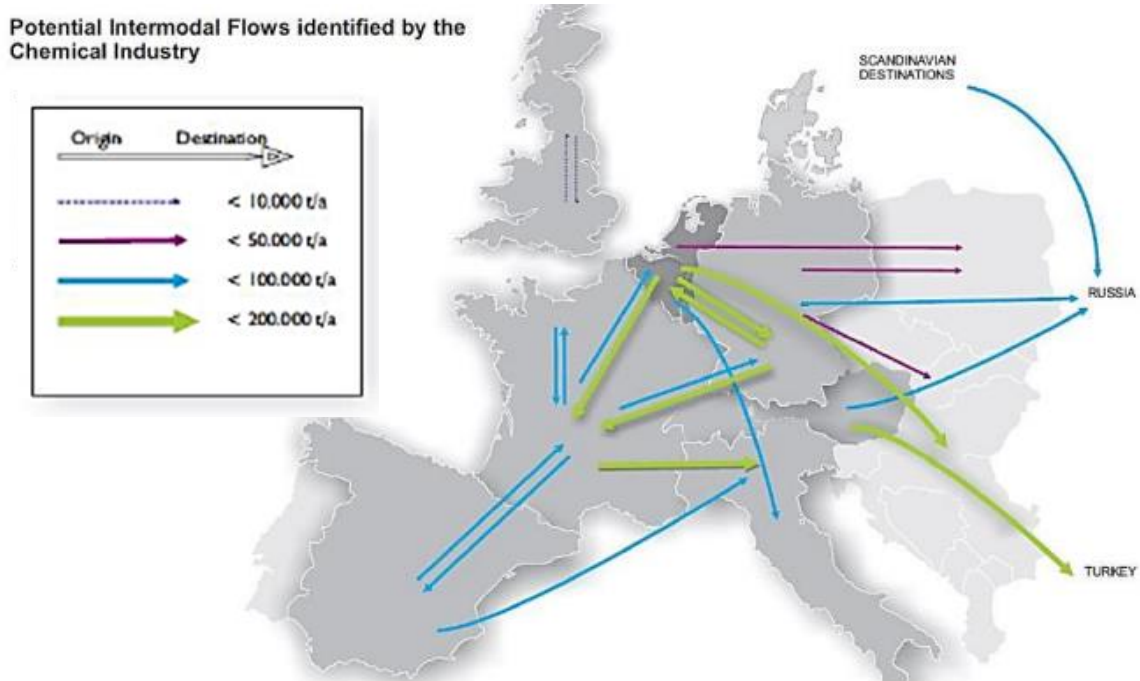 Potential Intermodal Flows identified by the
Chemical Industry
Origin Destination
< 10.000 t/a
< 50.000 t/a
< 100.000 t/a
< 200.000 t/a
SCANDINAVIAN
DESTINATIONS
RUSSIA
TURKEY